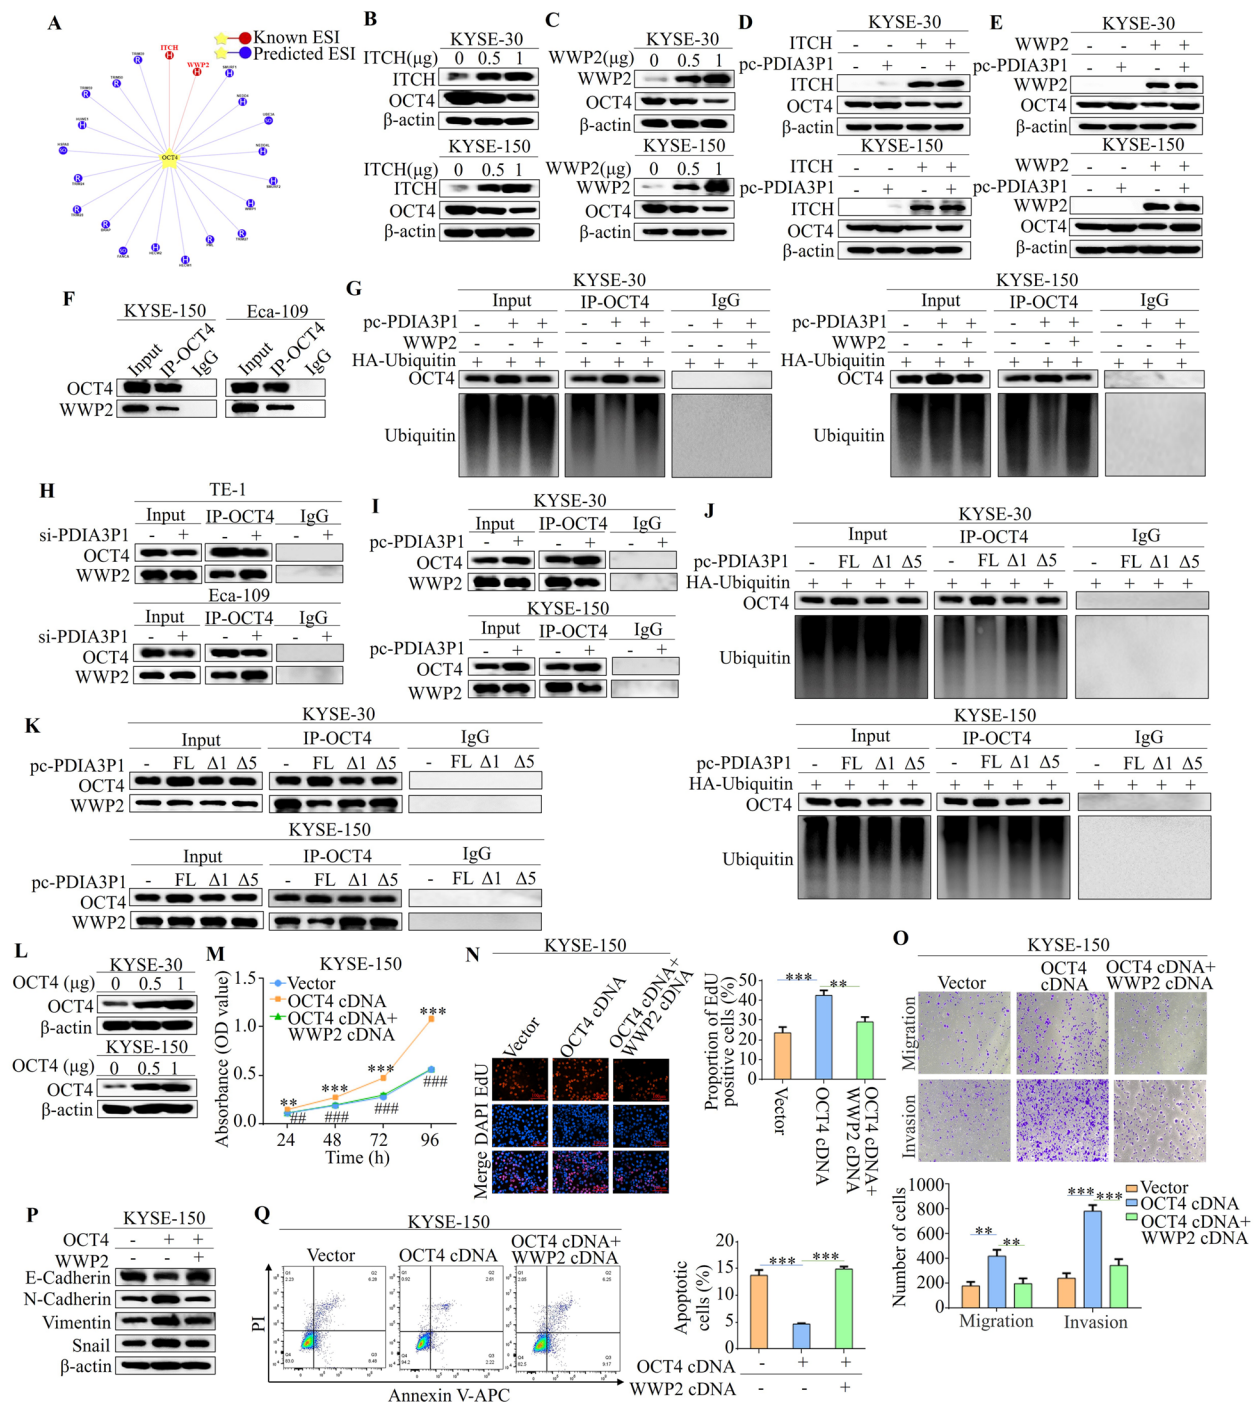 A
Known ESI
Predicted ESI
ITCH
WWP2
OCT4
B
KYSE-30
ITCH(µg) 0 0.5 1
ITCH
OCT4
β-actin
KYSE-150
ITCH(µg) 0 0.5 1
ITCH
OCT4
β-actin
C
KYSE-30
WWP2(µg) 0 0.5 1
WWP2
OCT4
β-actin
KYSE-150
WWP2(µg) 0 0.5 1
WWP2
OCT4
β-actin
D
KYSE-30
ITCH - - + +
pc-PDIA3P1 - + - +
ITCH
OCT4
β-actin
KYSE-150
ITCH - - + +
pc-PDIA3P1 - + - +
ITCH
OCT4
β-actin
E
KYSE-30
WWP2 - - + +
pc-PDIA3P1 - + - +
WWP2
OCT4
β-actin
KYSE-150
WWP2 - - + +
pc-PDIA3P1 - + - +
WWP2
OCT4
β-actin
F
KYSE-150 Eca-109
Input IP-OCT4 IgG Input IP-OCT4 IgG
OCT4
WWP2
G
KYSE-30
Input IP-OCT4 IgG
pc-PDIA3P1 - + + - + + - + +
WWP2 - - + - - + - - +
HA-Ubiquitin + + + + + + + + +
OCT4
Ubiquitin
KYSE-150
Input IP-OCT4 IgG
pc-PDIA3P1 - + + - + + - + +
WWP2 - - + - - + - - +
HA-Ubiquitin + + + + + + + + +
OCT4
Ubiquitin
H
TE-1
Input IP-OCT4 IgG
si-PDIA3P1 - + - + - +
OCT4
WWP2
Eca-109
Input IP-OCT4 IgG
si-PDIA3P1 - + - + - +
OCT4
WWP2
I
KYSE-30
Input IP-OCT4 IgG
pc-PDIA3P1 - + - + - +
OCT4
WWP2
KYSE-150
Input IP-OCT4 IgG
pc-PDIA3P1 - + - + - +
OCT4
WWP2
J
KYSE-30
Input IP-OCT4 IgG
pc-PDIA3P1 - FL Δ1 Δ5 - FL Δ1 Δ5 - FL Δ1 Δ5
HA-Ubiquitin + + + + + + + + + + + +
OCT4
Ubiquitin
KYSE-150
Input IP-OCT4 IgG
pc-PDIA3P1 - FL Δ1 Δ5 - FL Δ1 Δ5 - FL Δ1 Δ5
HA-Ubiquitin + + + + + + + + + + + +
OCT4
Ubiquitin
K
KYSE-30
Input IP-OCT4 IgG
pc-PDIA3P1 - FL Δ1 Δ5 - FL Δ1 Δ5 - FL Δ1 Δ5
OCT4
WWP2
KYSE-150
Input IP-OCT4 IgG
pc-PDIA3P1 - FL Δ1 Δ5 - FL Δ1 Δ5 - FL Δ1 Δ5
OCT4
WWP2
L
KYSE-30
OCT4 (µg) 0 0.5 1
OCT4
β-actin
KYSE-150
OCT4 (µg) 0 0.5 1
OCT4
β-actin
M
KYSE-150
Vector
OCT4 cDNA
OCT4 cDNA+
WWP2 cDNA
Absorbance (OD value)
1.5
1.0
0.5
0.0
** *** *** ***
## ### ### ###
24 48 72 96
Time (h)
N
KYSE-150
Vector
OCT4 cDNA
OCT4 cDNA+
WWP2 cDNA
EdU
DAPI
Merge
Proportion of EdU
positive cells (%)
50
40
30
20
10
0
*** **
Vector
OCT4 cDNA
OCT4 cDNA+
WWP2 cDNA
O
KYSE-150
Vector
OCT4
cDNA
OCT4 cDNA+
WWP2 cDNA
Migration
Invasion
Number of cells
1000
800
600
400
200
0
** **
*** ***
Vector
OCT4 cDNA
OCT4 cDNA+
WWP2 cDNA
Migration Invasion
P
KYSE-150
OCT4 - + +
WWP2 - - +
E-Cadherin
N-Cadherin
Vimentin
Snail
β-actin
Q
KYSE-150
Vector
OCT4 cDNA
OCT4 cDNA+
WWP2 cDNA
PI
Annexin V-APC
Apoptotic
cells (%)
20
15
10
5
0
*** ***
OCT4 cDNA - + +
WWP2 cDNA - - +